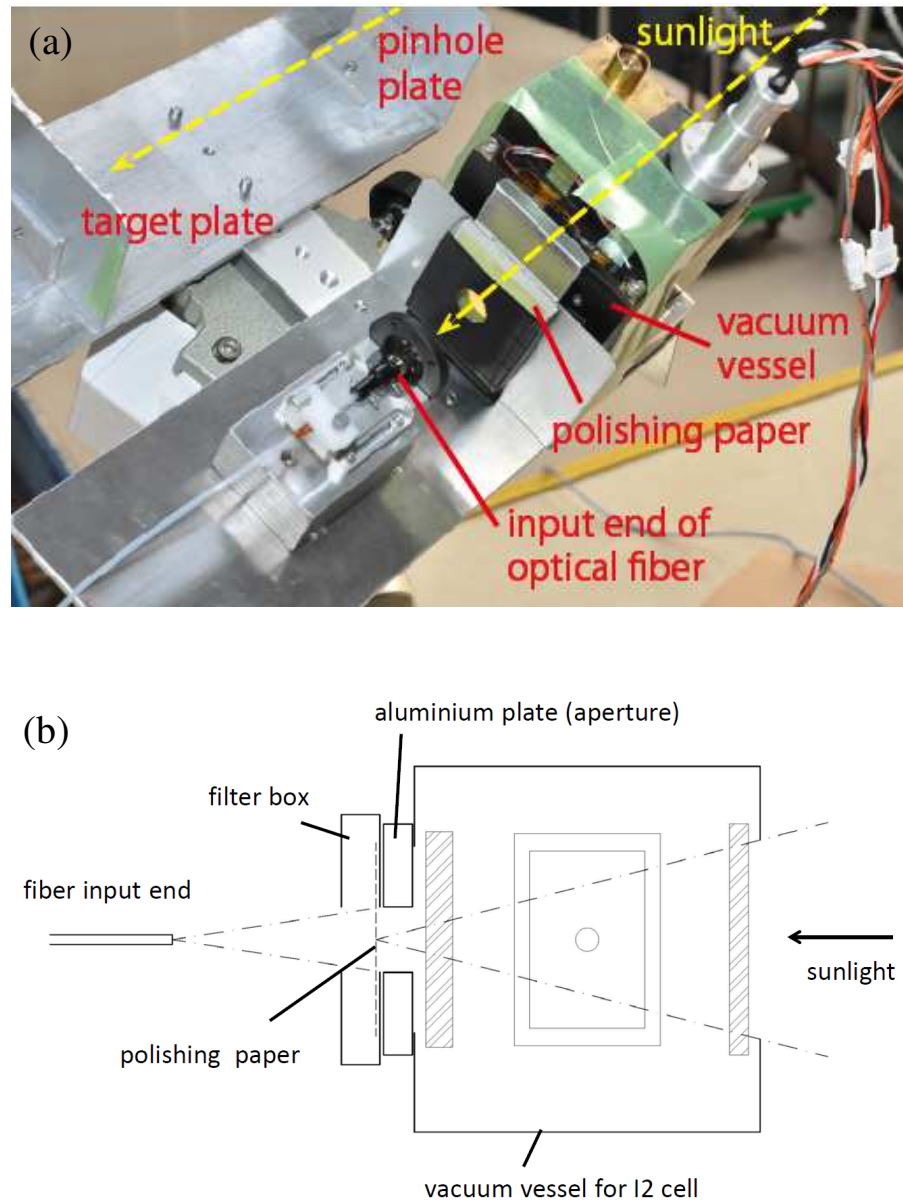 (a)
pinhole
plate
sunlight
target plate
vacuum
vessel
polishing paper
input end of
optical fiber
(b)
aluminium plate (aperture)
filter box
fiber input end
sunlight
polishing paper
vacuum vessel for I2 cell